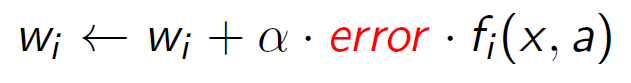 wᵢ ← wᵢ + α · error · fᵢ(x, a)